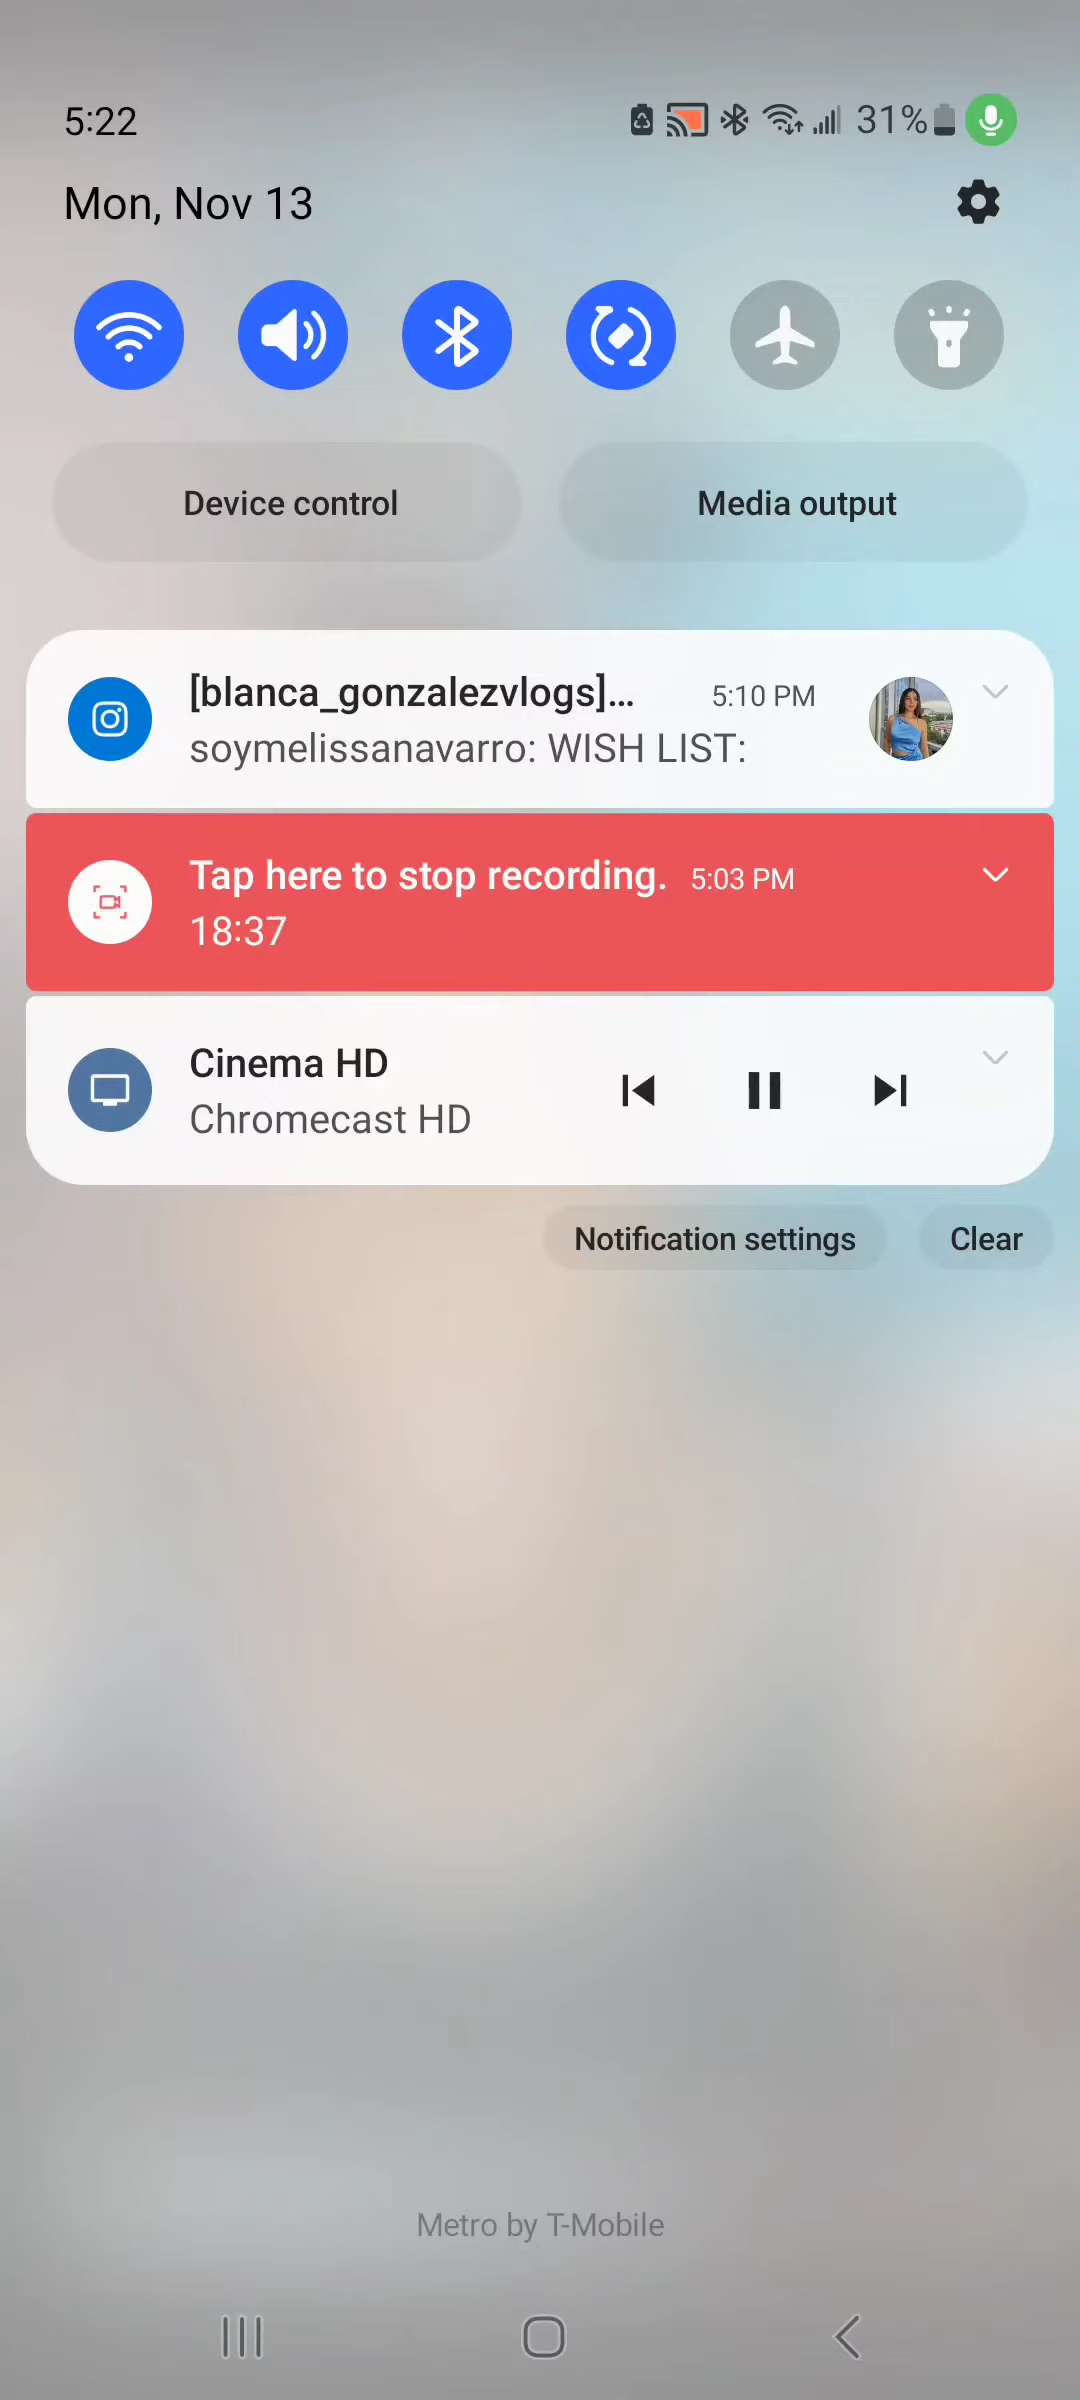 5:22
31%
Mon, Nov 13
Device control
Media output
[blanca_gonzalezvlogs]...
5:10 PM
soymelissanavarro: WISH LIST:
Tap here to stop recording.
5:03 PM
18:37
Cinema HD
Chromecast HD
Notification settings
Clear
Metro by T-Mobile